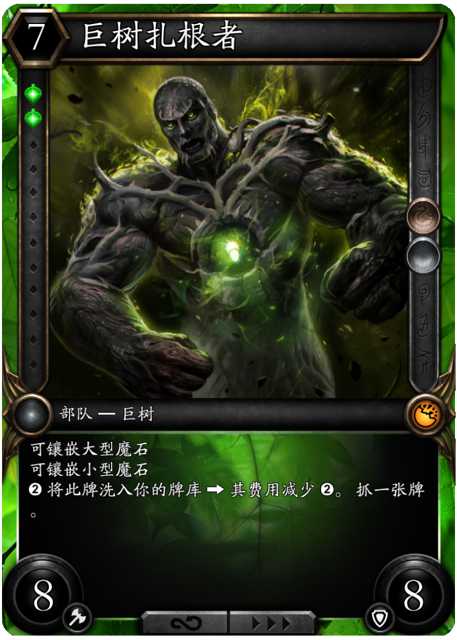 7 巨树扎根者
部队 — 巨树
可镶嵌大型魔石
可镶嵌小型魔石
❷ 将此牌洗入你的牌库 ➡ 其费用减少 ❷。 抓一张牌
。
8 8